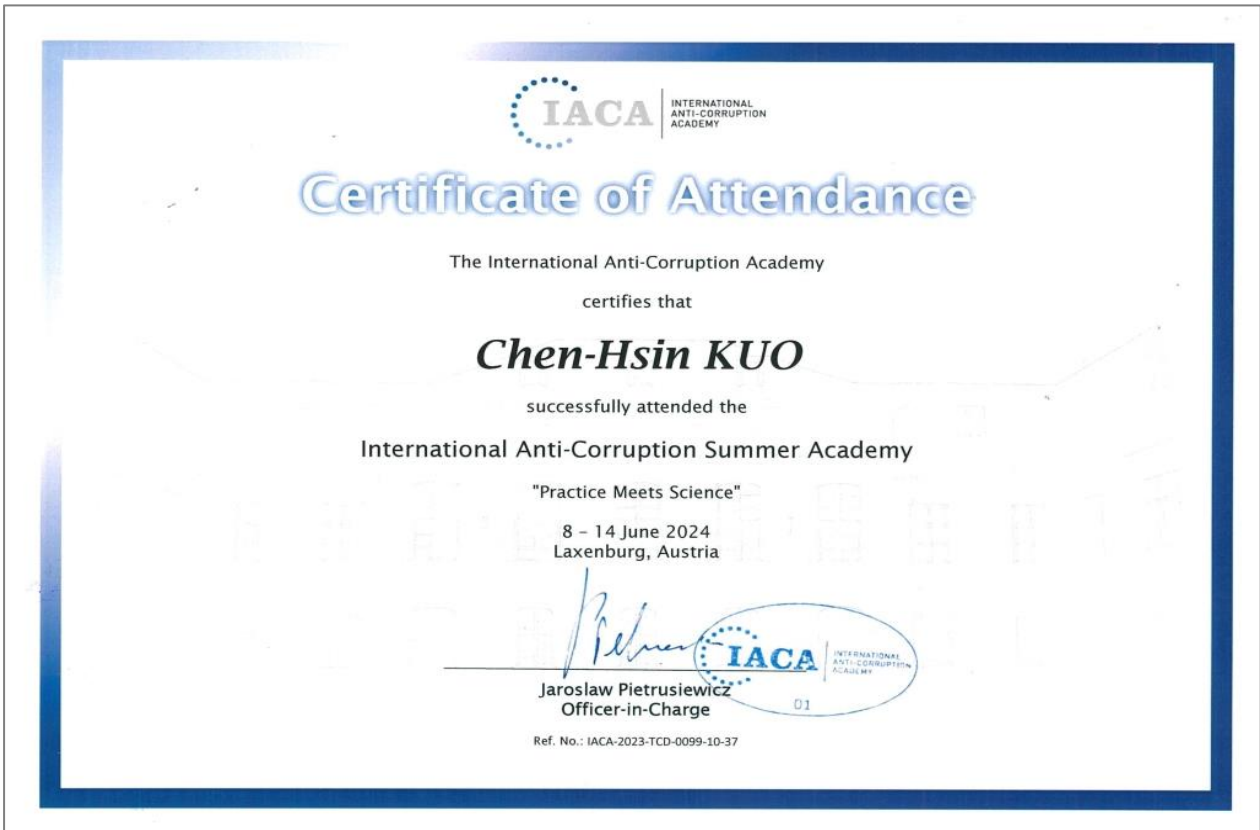 IACA
INTERNATIONAL
ANTI-CORRUPTION
ACADEMY
Certificate of Attendance
The International Anti-Corruption Academy
certifies that
Chen-Hsin KUO
successfully attended the
International Anti-Corruption Summer Academy
"Practice Meets Science"
8 – 14 June 2024
Laxenburg, Austria
IACA
INTERNATIONAL
ANTI-CORRUPTION
ACADEMY
01
Jaroslaw Pietrusiewicz
Officer-in-Charge
Ref. No.: IACA-2023-TCD-0099-10-37